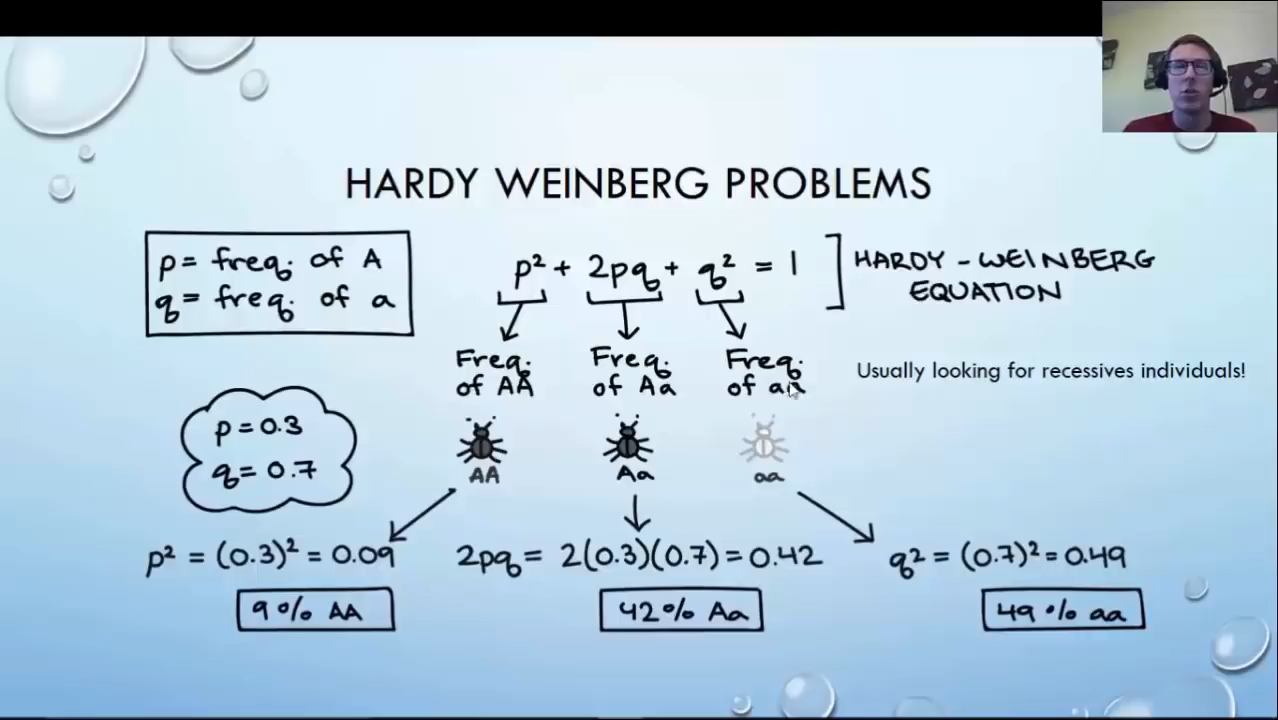 HARDY WEINBERG PROBLEMS
p = freq. of A
q = freq. of a
p² + 2pq + q² = 1
HARDY - WEINBERG
EQUATION
Freq. of AA
Freq. of Aa
Freq. of aa
Usually looking for recessives individuals!
p = 0.3
q = 0.7
AA
Aa
aa
p² = (0.3)² = 0.09
2pq = 2(0.3)(0.7) = 0.42
q² = (0.7)² = 0.49
9% AA
42% Aa
49% aa